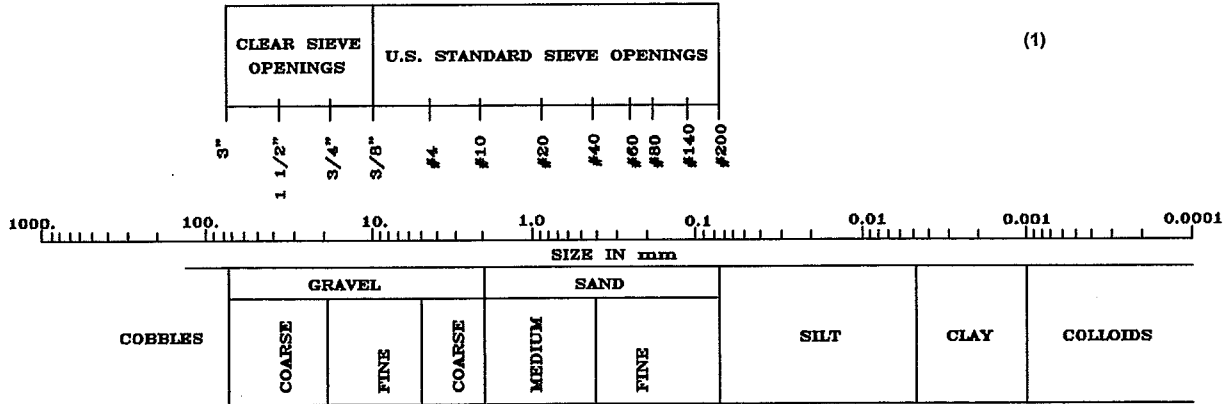 (1)
CLEAR SIEVE
OPENINGS
U.S. STANDARD SIEVE OPENINGS
3"
1 1/2"
3/4"
3/8"
#4
#10
#20
#40
#60
#80
#140
#200
1000. 100. 10. 1.0 0.1 0.01 0.001 0.0001
SIZE IN mm
GRAVEL SAND
COBBLES
COARSE
FINE
COARSE
MEDIUM
FINE
SILT
CLAY
COLLOIDS